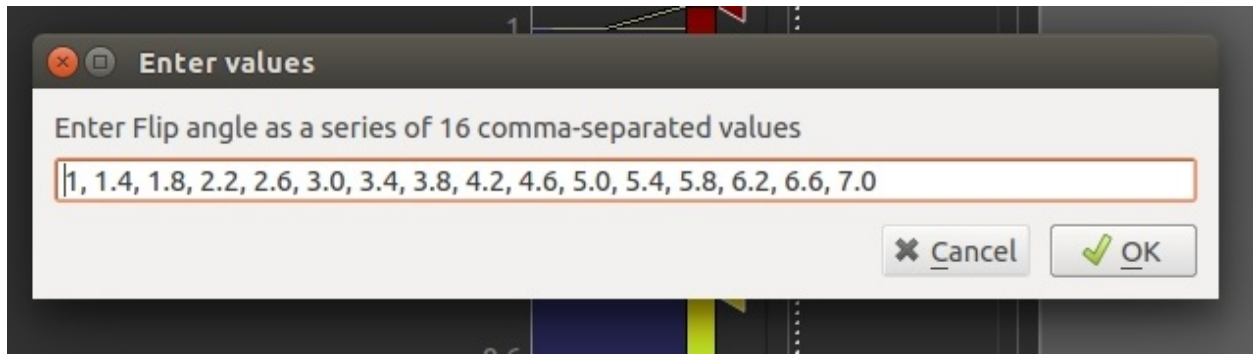 1
Enter values
Enter Flip angle as a series of 16 comma-separated values
1, 1.4, 1.8, 2.2, 2.6, 3.0, 3.4, 3.8, 4.2, 4.6, 5.0, 5.4, 5.8, 6.2, 6.6, 7.0
Cancel
OK